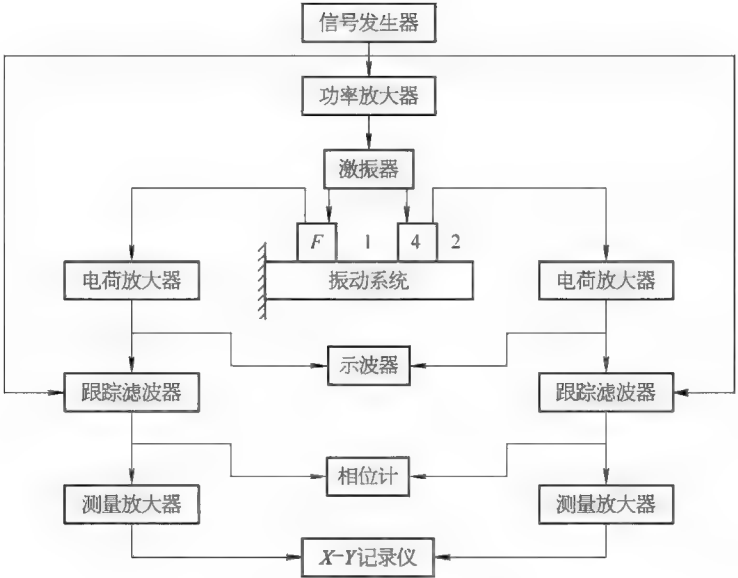 信号发生器
功率放大器
激振器
F 1 4 2
电荷放大器 振动系统 电荷放大器
示波器
跟踪滤波器 跟踪滤波器
相位计
测量放大器 测量放大器
X-Y记录仪